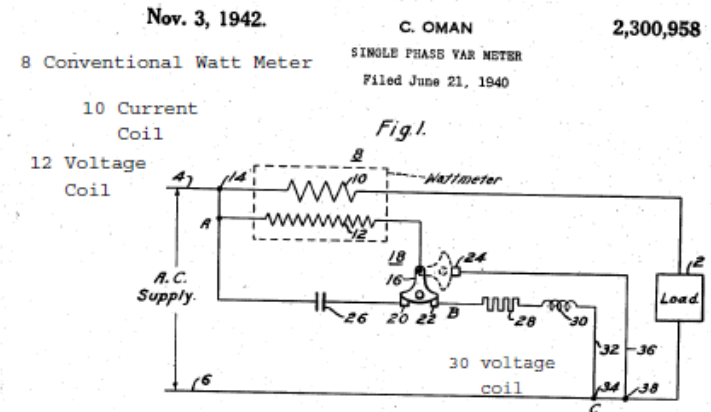 Nov. 3, 1942.
C. OMAN
2,300,958
SINGLE PHASE VAR METER
Filed June 21, 1940
8 Conventional Watt Meter
10 Current
Coil
12 Voltage
Coil
Fig.1.
8
Wattmeter
4
14
10
12
A
18
24
2
16
A.C.
Supply.
Load
26
20
22
B
28
30
32
36
30 voltage
coil
6
34
38
C